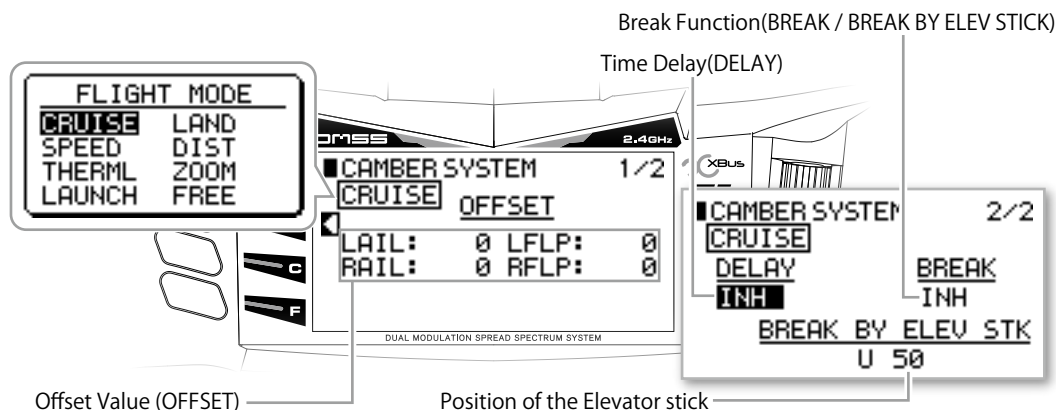 Break Function(BREAK / BREAK BY ELEV STICK)
Time Delay(DELAY)
FLIGHT MODE
CRUISE LAND
SPEED DIST
THERML ZOOM
LAUNCH FREE
2.4GHz
XBus
CAMBER SYSTEM 1/2
CRUISE
OFFSET
LAIL: 0 LFLP: 0
RAIL: 0 RFLP: 0
C
F
DUAL MODULATION SPREAD SPECTRUM SYSTEM
CAMBER SYSTEM 2/2
CRUISE
DELAY BREAK
INH INH
BREAK BY ELEV STK
U 50
Offset Value (OFFSET)
Position of the Elevator stick